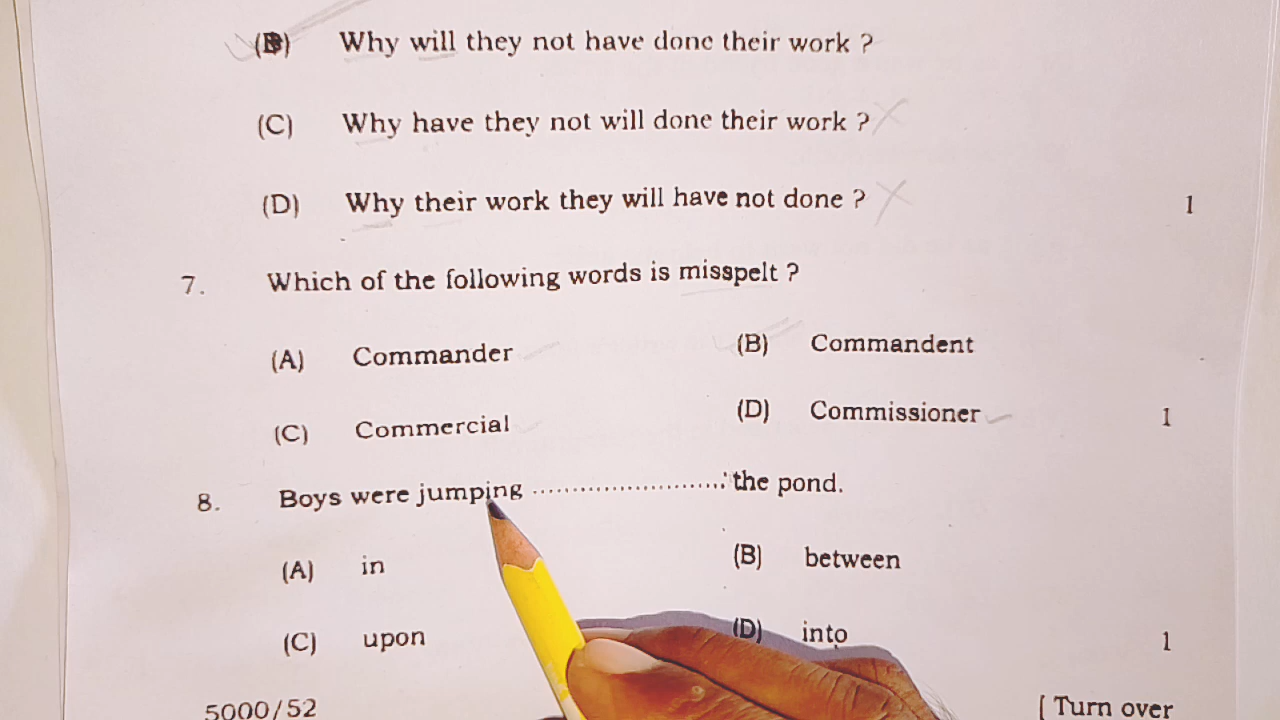 (B) Why will they not have done their work ?
(C) Why have they not will done their work ?
(D) Why their work they will have not done ?
1
7. Which of the following words is misspelt ?
(A) Commander (B) Commandent
(C) Commercial (D) Commissioner 1
8. Boys were jumping ........................ the pond.
(A) in (B) between
(C) upon (D) into 1
5000/52 [ Turn over